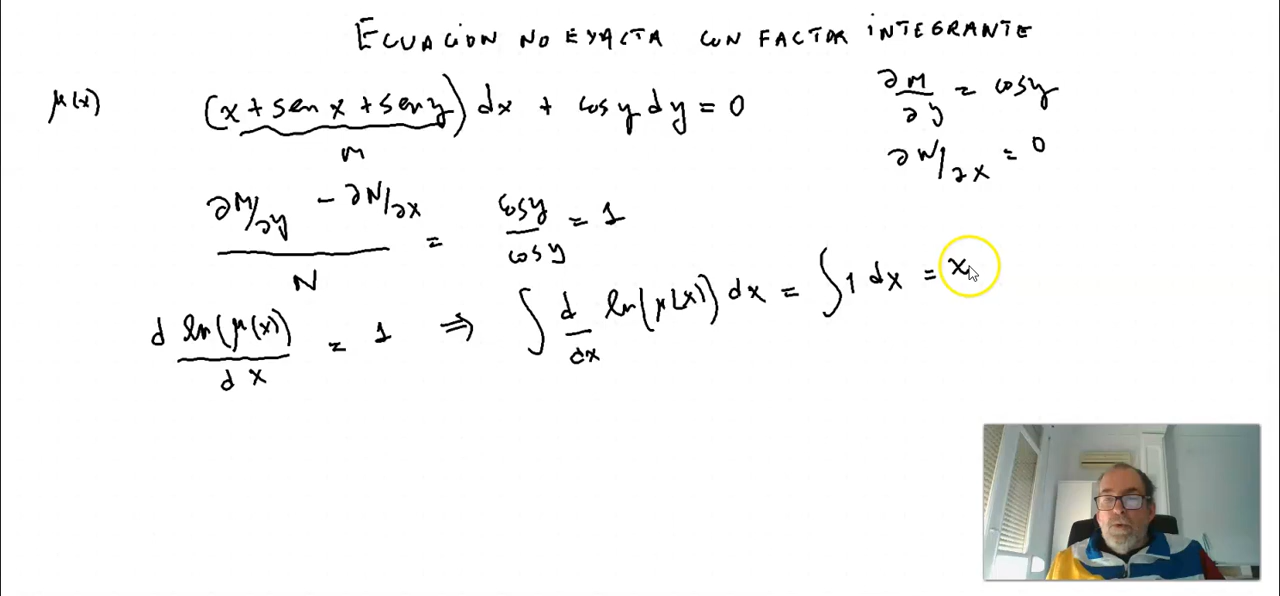 ECUACION NO EXACTA CON FACTOR INTEGRANTE
μ(x) (x + sen x + sen y) dx + cos y dy = 0
M
∂M/∂y = cos y
∂N/∂x = 0
(∂M/∂y - ∂N/∂x)/N = cos y/cos y = 1
d ln(μ(x))/dx = 1 ⇒ ∫ d/dx ln(μ(x)) dx = ∫ 1 dx = x